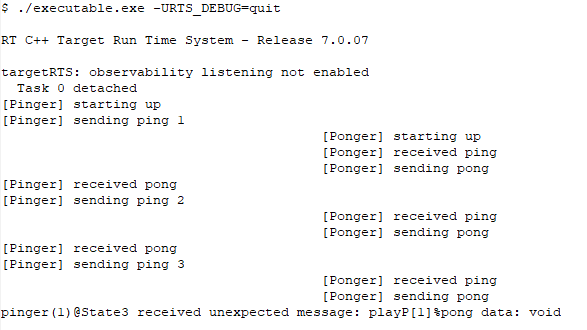 $ ./executable.exe -URTS_DEBUG=quit
RT C++ Target Run Time System - Release 7.0.07
targetRTS: observability listening not enabled
  Task 0 detached
[Pinger] starting up
[Pinger] sending ping 1
[Ponger] starting up
[Ponger] received ping
[Ponger] sending pong
[Pinger] received pong
[Pinger] sending ping 2
[Ponger] received ping
[Ponger] sending pong
[Pinger] received pong
[Pinger] sending ping 3
[Ponger] received ping
[Ponger] sending pong
pinger(1)@State3 received unexpected message: playP[1]%pong data: void